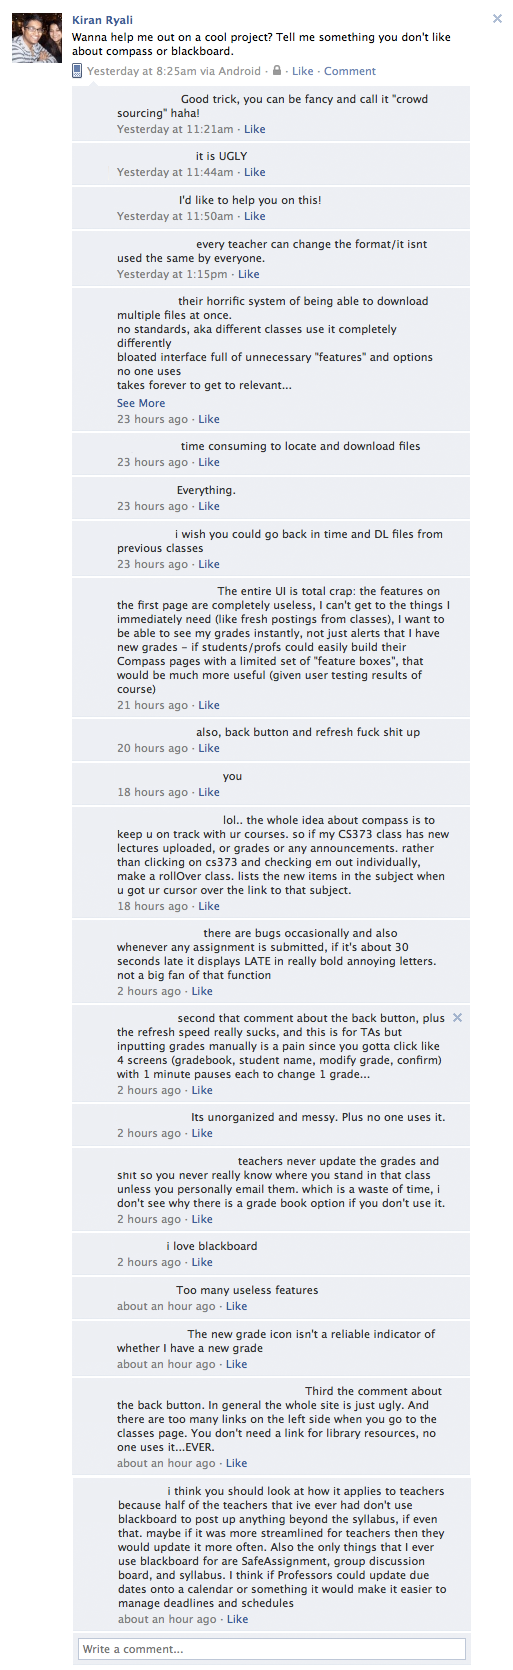 Kiran Ryali
Wanna help me out on a cool project? Tell me something you don't like
about compass or blackboard.
Yesterday at 8:25am via Android · Like · Comment
Good trick, you can be fancy and call it "crowd
sourcing" haha!
Yesterday at 11:21am · Like
it is UGLY
Yesterday at 11:44am · Like
I'd like to help you on this!
Yesterday at 11:50am · Like
every teacher can change the format/it isnt
used the same by everyone.
Yesterday at 1:15pm · Like
their horrific system of being able to download
multiple files at once.
no standards, aka different classes use it completely
differently
bloated interface full of unnecessary "features" and options
no one uses
takes forever to get to relevant...
See More
23 hours ago · Like
time consuming to locate and download files
23 hours ago · Like
Everything.
23 hours ago · Like
i wish you could go back in time and DL files from
previous classes
23 hours ago · Like
The entire UI is total crap: the features on
the first page are completely useless, I can't get to the things I
immediately need (like fresh postings from classes), I want to
be able to see my grades instantly, not just alerts that I have
new grades – if students/profs could easily build their
Compass pages with a limited set of "feature boxes", that
would be much more useful (given user testing results of
course)
21 hours ago · Like
also, back button and refresh fuck shit up
20 hours ago · Like
you
18 hours ago · Like
lol.. the whole idea about compass is to
keep u on track with ur courses. so if my CS373 class has new
lectures uploaded, or grades or any announcements. rather
than clicking on cs373 and checking em out individually,
make a rollOver class. lists the new items in the subject when
u got ur cursor over the link to that subject.
18 hours ago · Like
there are bugs occasionally and also
whenever any assignment is submitted, if it's about 30
seconds late it displays LATE in really bold annoying letters.
not a big fan of that function
2 hours ago · Like
second that comment about the back button, plus
the refresh speed really sucks, and this is for TAs but
inputting grades manually is a pain since you gotta click like
4 screens (gradebook, student name, modify grade, confirm)
with 1 minute pauses each to change 1 grade...
2 hours ago · Like
Its unorganized and messy. Plus no one uses it.
2 hours ago · Like
teachers never update the grades and
shit so you never really know where you stand in that class
unless you personally email them. which is a waste of time, i
don't see why there is a grade book option if you don't use it.
2 hours ago · Like
i love blackboard
2 hours ago · Like
Too many useless features
about an hour ago · Like
The new grade icon isn't a reliable indicator of
whether I have a new grade
about an hour ago · Like
Third the comment about
the back button. In general the whole site is just ugly. And
there are too many links on the left side when you go to the
classes page. You don't need a link for library resources, no
one uses it...EVER.
about an hour ago · Like
i think you should look at how it applies to teachers
because half of the teachers that ive ever had don't use
blackboard to post up anything beyond the syllabus, if even
that. maybe if it was more streamlined for teachers then they
would update it more often. Also the only things that I ever
use blackboard for are SafeAssignment, group discussion
board, and syllabus. I think if Professors could update due
dates onto a calendar or something it would make it easier to
manage deadlines and schedules
about an hour ago · Like
Write a comment...